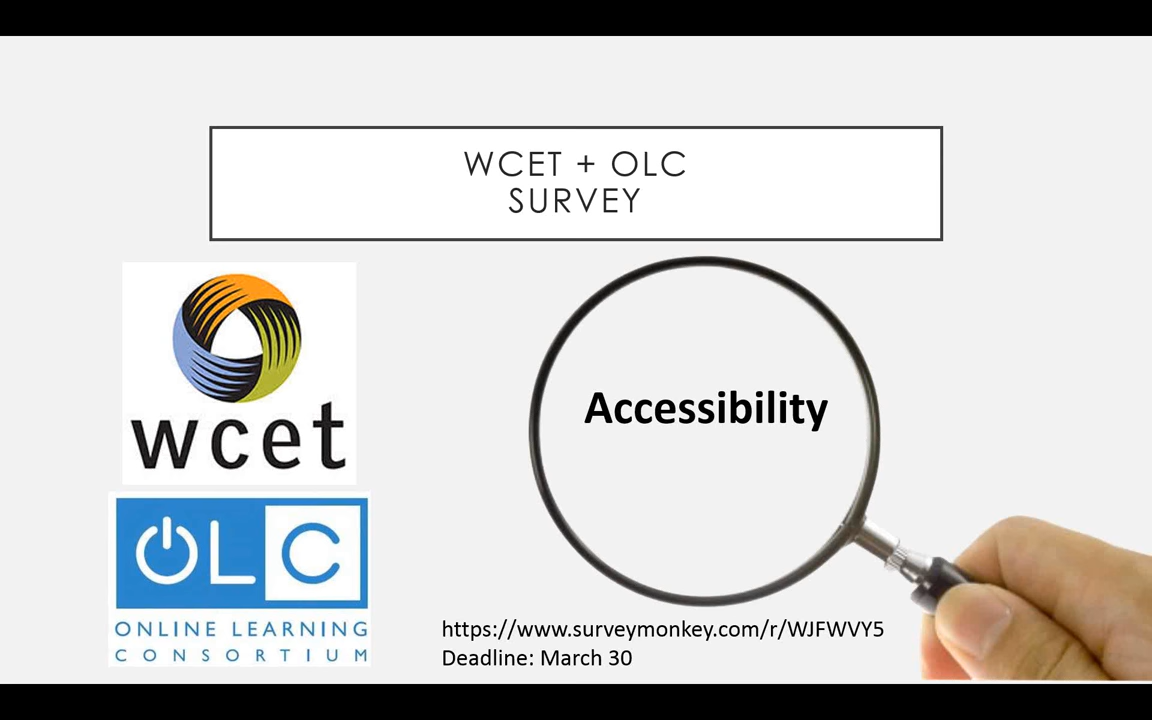 WCET + OLC
SURVEY
wcet
Accessibility
OLC
ONLINE LEARNING
CONSORTIUM
https://www.surveymonkey.com/r/WJFWVY5
Deadline: March 30